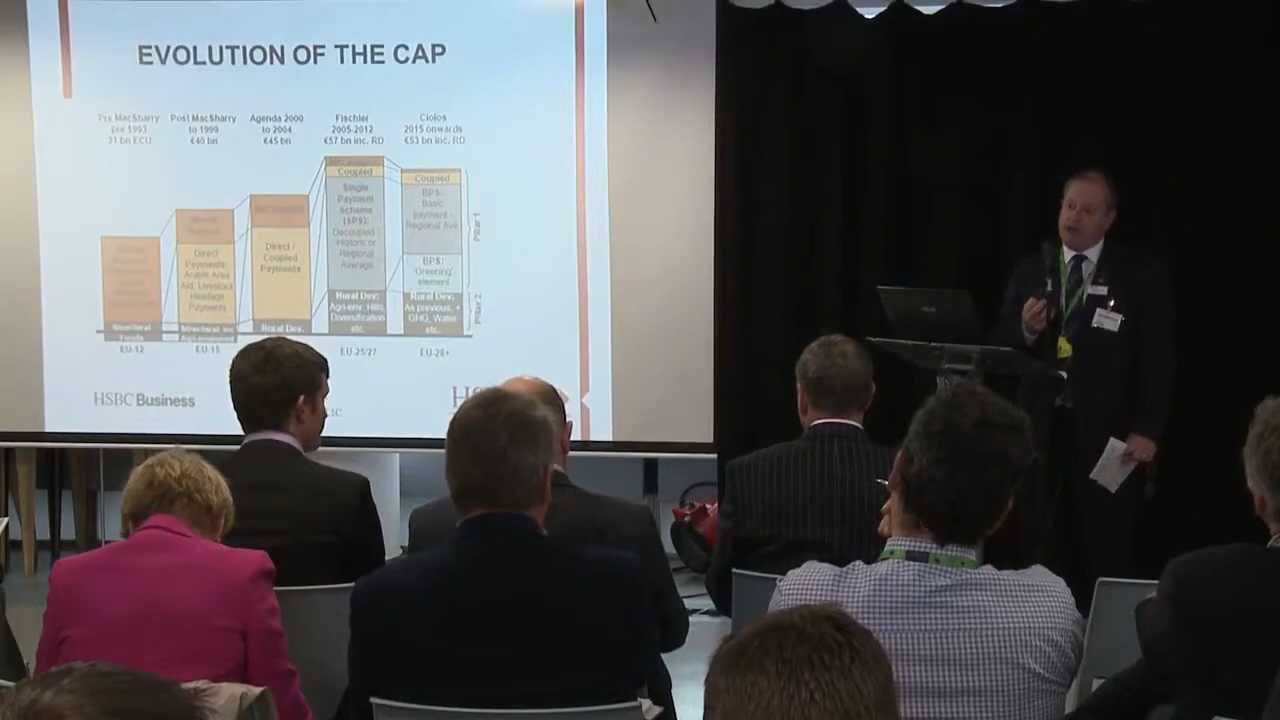 EVOLUTION OF THE CAP
Pre MacSharry
pre 1993
31 bn ECU
Post MacSharry
to 1999
€40 bn
Agenda 2000
to 2004
€45 bn
Fischler
2005-2012
€57 bn inc. RD
Ciolos
2015 onwards
€53 bn inc. RD
Direct
Payments;
Arable Area
Aid, Livestock
Headage
Payments
Direct /
Coupled
Payments
Rural Dev.
Coupled
Single
Payment
Scheme
(SPS);
Decoupled
Historic or
Regional
Average
Rural Dev;
Agri-env, Hills,
Diversification
etc.
Coupled
BPS:
Basic
payment -
Regional Ave
BPS:
'Greening'
element
Rural Dev;
As previous, +
GHG, Water
etc.
Pillar 1
Pillar 2
EU-12
EU-15
EU-25/27
EU-28+
HSBC Business